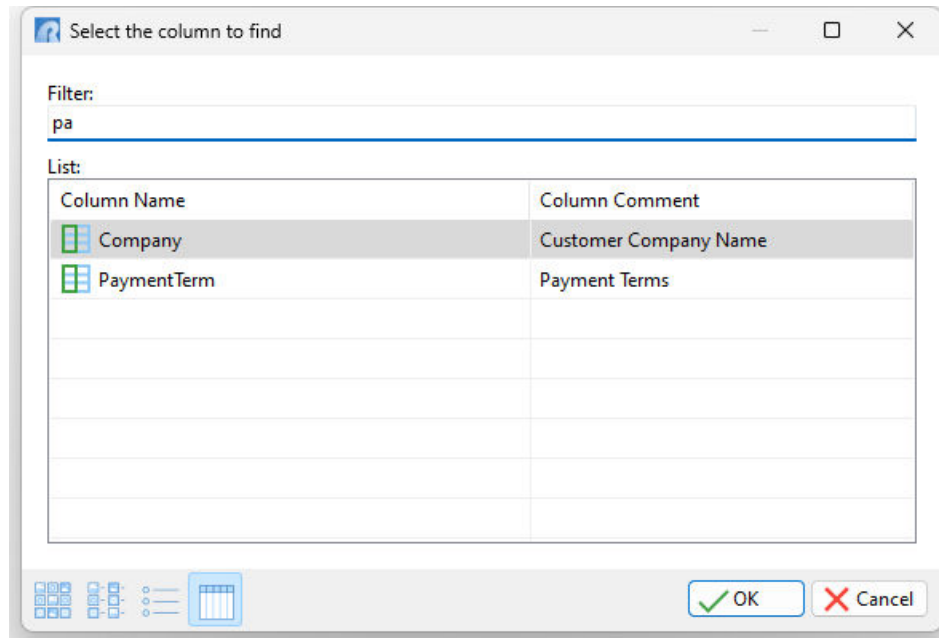 Select the column to find
Filter:
pa
List:
Column Name Column Comment
Company Customer Company Name
PaymentTerm Payment Terms
OK Cancel